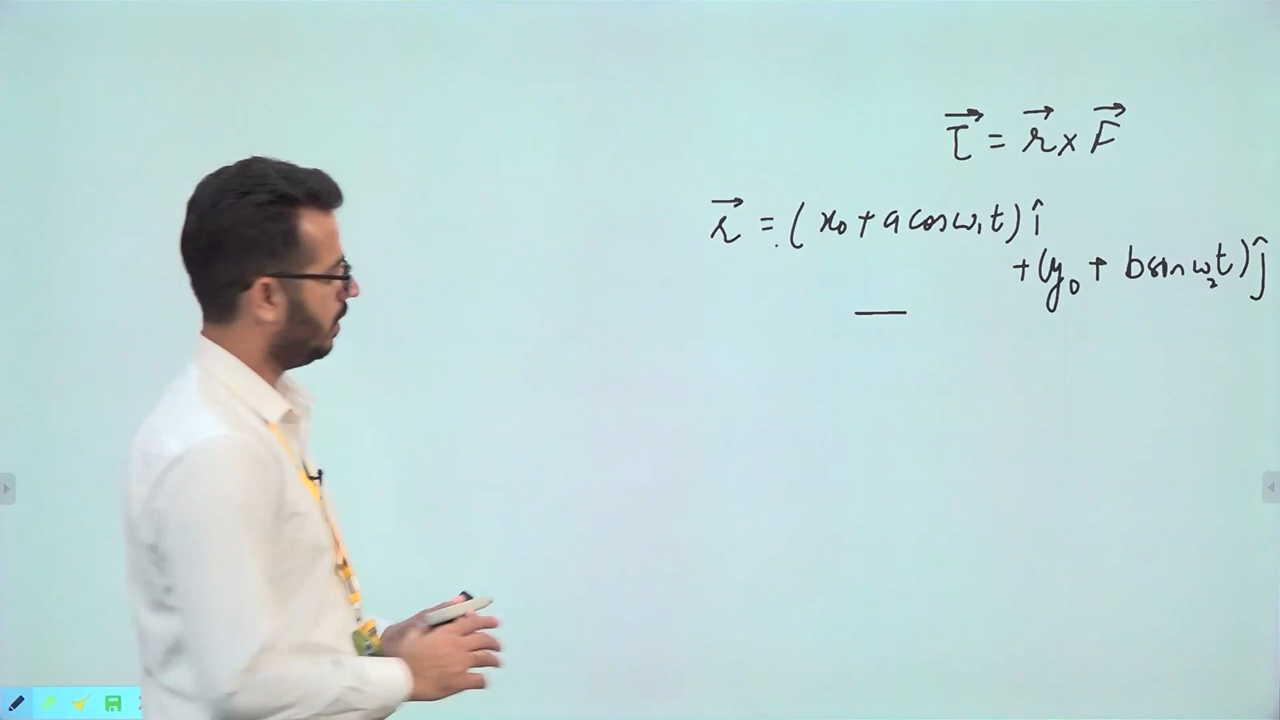 τ⃗ = r⃗ × F⃗
r⃗ = (x₀ + a cos ω₁t) î
+ (y₀ + b sin ω₂t) ĵ